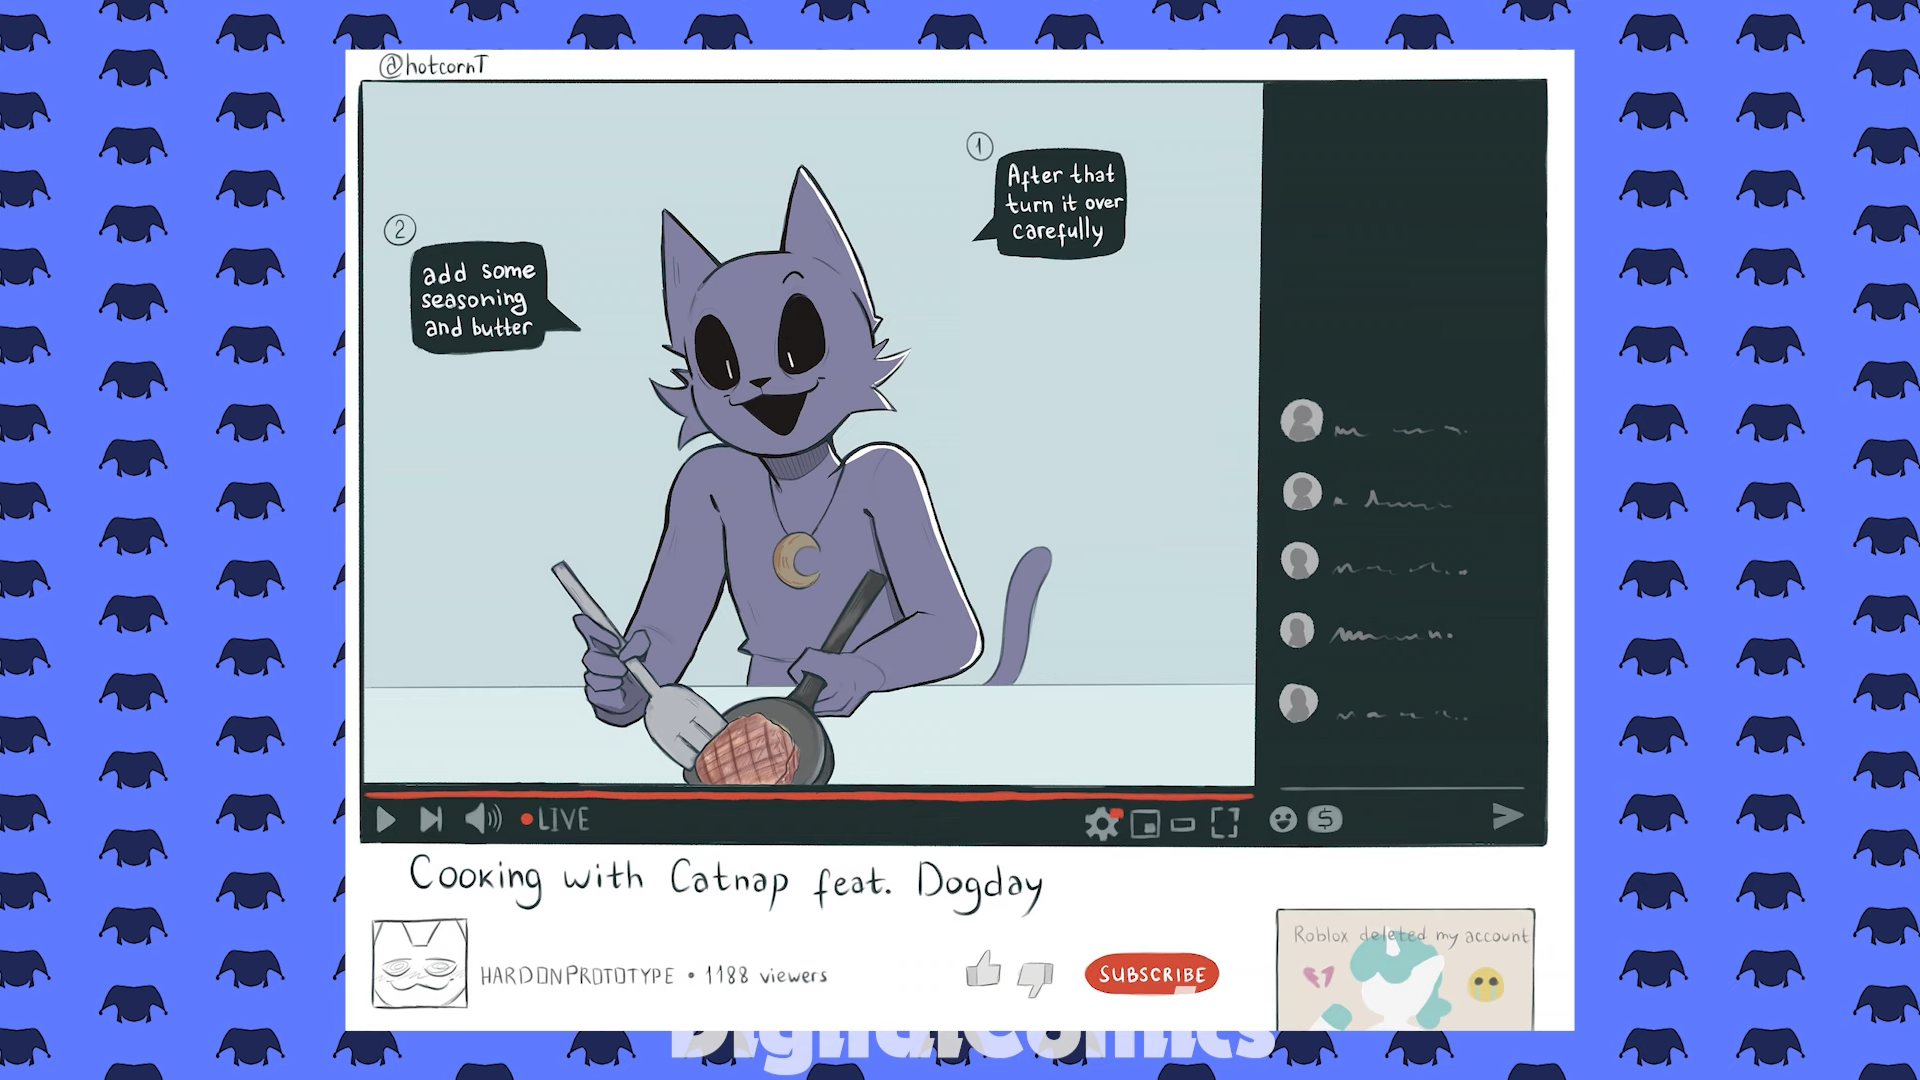 @hotcornT
1
After that
turn it over
carefully
2
add some
seasoning
and butter
LIVE
$
Cooking with Catnap feat. Dogday
HARDONPROTOTYPE • 1188 viewers
SUBSCRIBE
Roblox deleted my account
DigitalComics